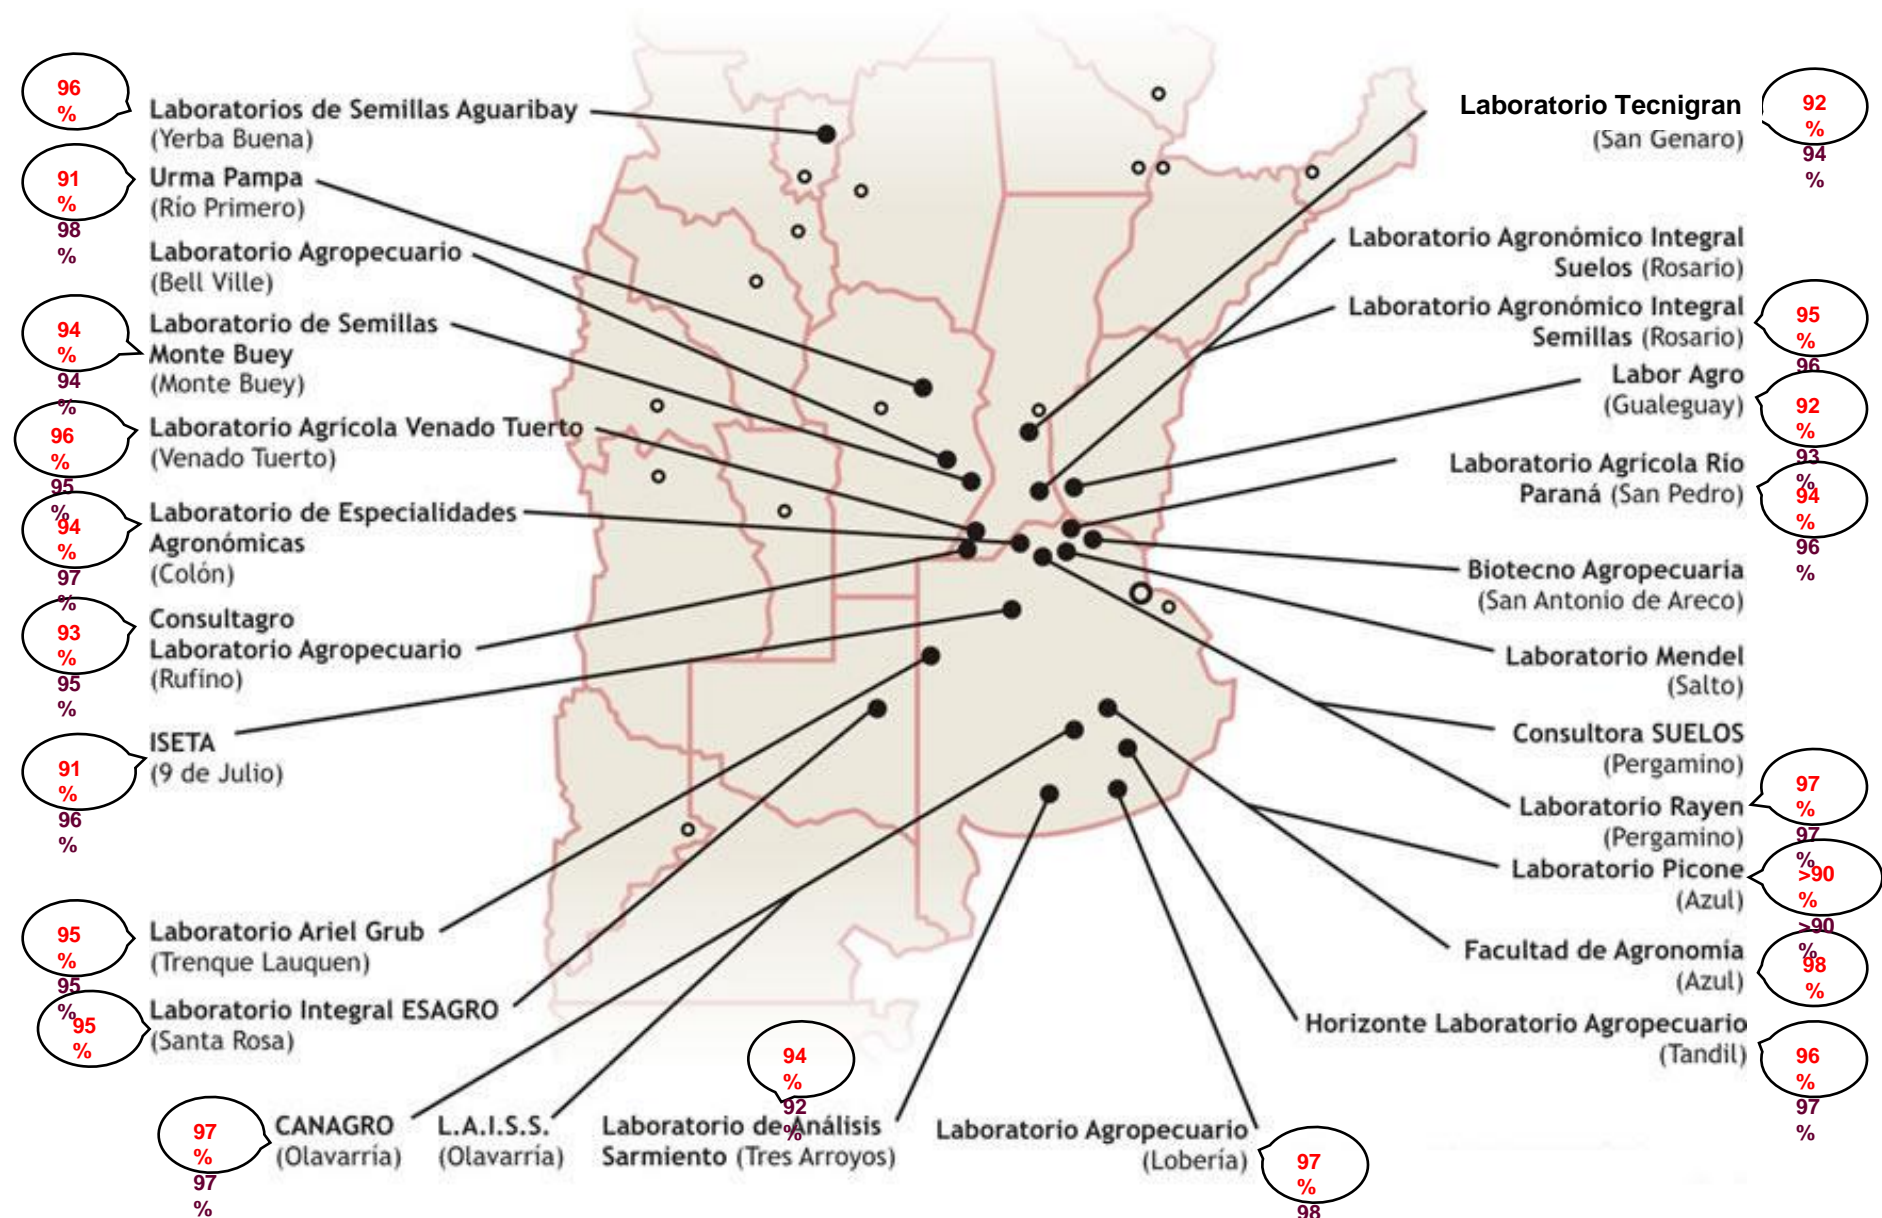 96
%
Laboratorios de Semillas Aguaribay
(Yerba Buena)
91
%
98
%
Urma Pampa
(Río Primero)
Laboratorio Agropecuario
(Bell Ville)
94
%
94
%
Laboratorio de Semillas
Monte Buey
(Monte Buey)
96
%
95
%
Laboratorio Agrícola Venado Tuerto
(Venado Tuerto)
94
%
97
%
Laboratorio de Especialidades
Agronómicas
(Colón)
93
%
95
%
Consultagro
Laboratorio Agropecuario
(Rufino)
91
%
96
%
ISETA
(9 de Julio)
95
%
95
%
Laboratorio Ariel Grub
(Trenque Lauquen)
95
%
Laboratorio Integral ESAGRO
(Santa Rosa)
97
%
97
%
CANAGRO
(Olavarría)
L.A.I.S.S.
(Olavarría)
94
%
92
%
Laboratorio de Análisis
Sarmiento (Tres Arroyos)
Laboratorio Agropecuario
(Lobería)
97
%
98
Laboratorio Tecnigran
(San Genaro)
92
%
94
%
Laboratorio Agronómico Integral
Suelos (Rosario)
Laboratorio Agronómico Integral
Semillas (Rosario)
95
%
96
Labor Agro
(Gualeguay)
92
%
93
%
Laboratorio Agrícola Río
Paraná (San Pedro)
94
%
96
%
Biotecno Agropecuaria
(San Antonio de Areco)
Laboratorio Mendel
(Salto)
Consultora SUELOS
(Pergamino)
Laboratorio Rayen
(Pergamino)
97
%
97
%
Laboratorio Picone
(Azul)
>90
%
>90
%
Facultad de Agronomía
(Azul)
98
%
Horizonte Laboratorio Agropecuario
(Tandil)
96
%
97
%